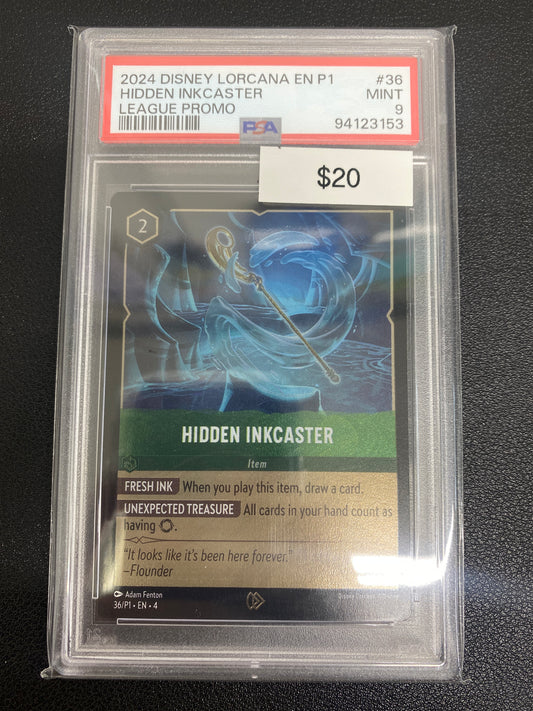 2024 DISNEY LORCANA EN P1 #36
HIDDEN INKCASTER MINT
LEAGUE PROMO 9
PSA 94123153
$20
2
HIDDEN INKCASTER
Item
FRESH INK When you play this item, draw a card.
UNEXPECTED TREASURE All cards in your hand count as
having .
"It looks like it's been here forever."
–Flounder
Adam Fenton
36/P1 • EN • 4